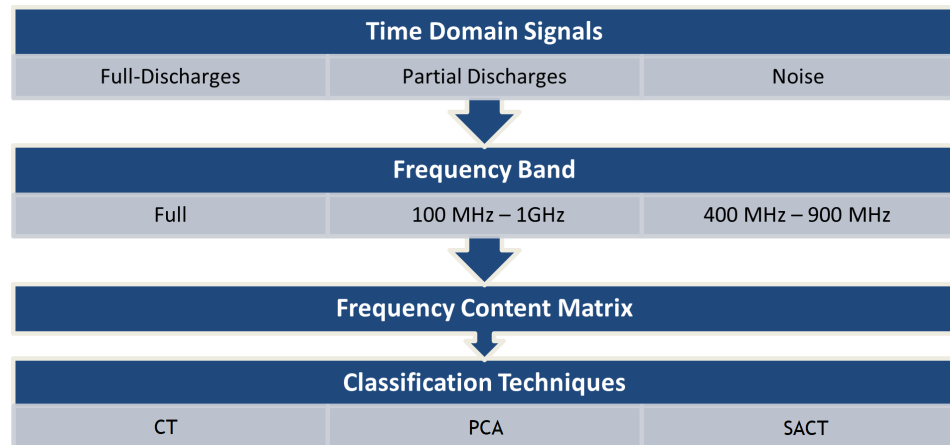 Time Domain Signals
Full-Discharges Partial Discharges Noise
Frequency Band
Full 100 MHz – 1GHz 400 MHz – 900 MHz
Frequency Content Matrix
Classification Techniques
CT PCA SACT